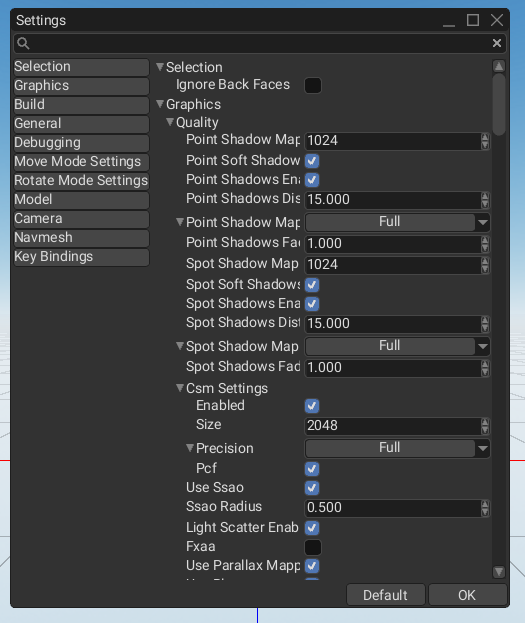 Settings
Selection
Graphics
Build
General
Debugging
Move Mode Settings
Rotate Mode Settings
Model
Camera
Navmesh
Key Bindings
Selection
Ignore Back Faces
Graphics
Quality
Point Shadow Map 1024
Point Soft Shadow
Point Shadows Ena
Point Shadows Dis 15.000
Point Shadow Map Full
Point Shadows Fad 1.000
Spot Shadow Map 1024
Spot Soft Shadows
Spot Shadows Ena
Spot Shadows Dist 15.000
Spot Shadow Map Full
Spot Shadows Fad 1.000
Csm Settings
Enabled
Size 2048
Precision Full
Pcf
Use Ssao
Ssao Radius 0.500
Light Scatter Enab
Fxaa
Use Parallax Mapp
Default OK